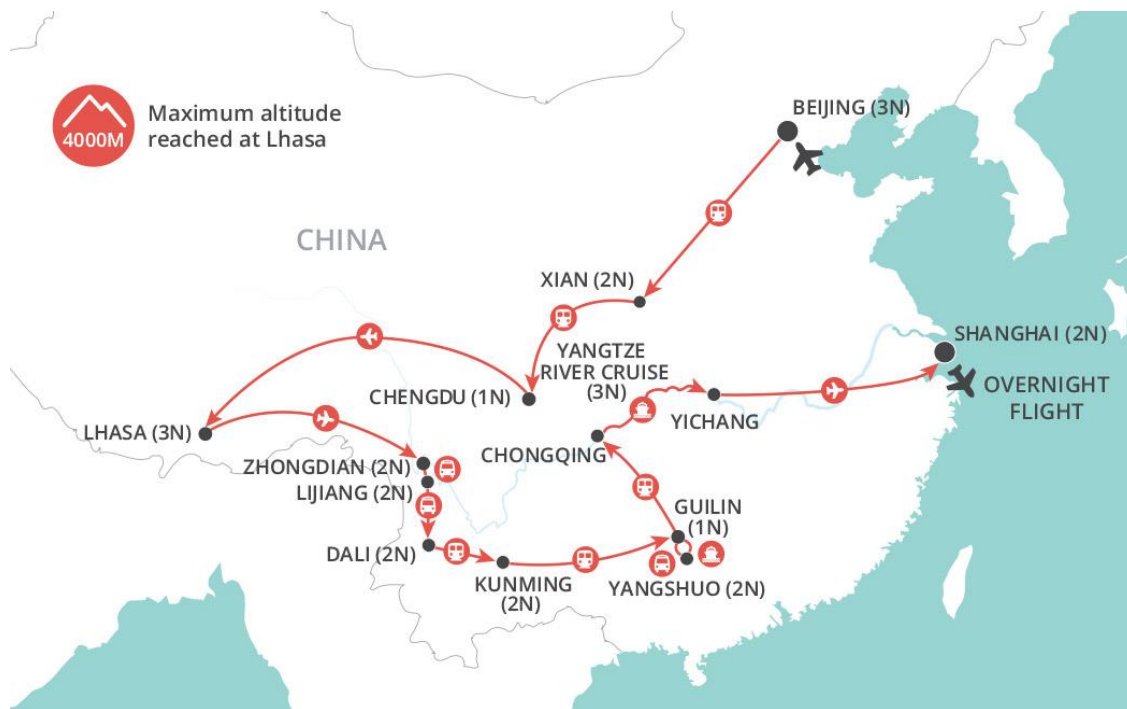 4000M
Maximum altitude
reached at Lhasa
BEIJING (3N)
CHINA
XIAN (2N)
SHANGHAI (2N)
OVERNIGHT
FLIGHT
YANGTZE
RIVER CRUISE
(3N)
CHENGDU (1N)
YICHANG
LHASA (3N)
CHONGQING
ZHONGDIAN (2N)
LIJIANG (2N)
GUILIN
(1N)
DALI (2N)
KUNMING
(2N)
YANGSHUO (2N)